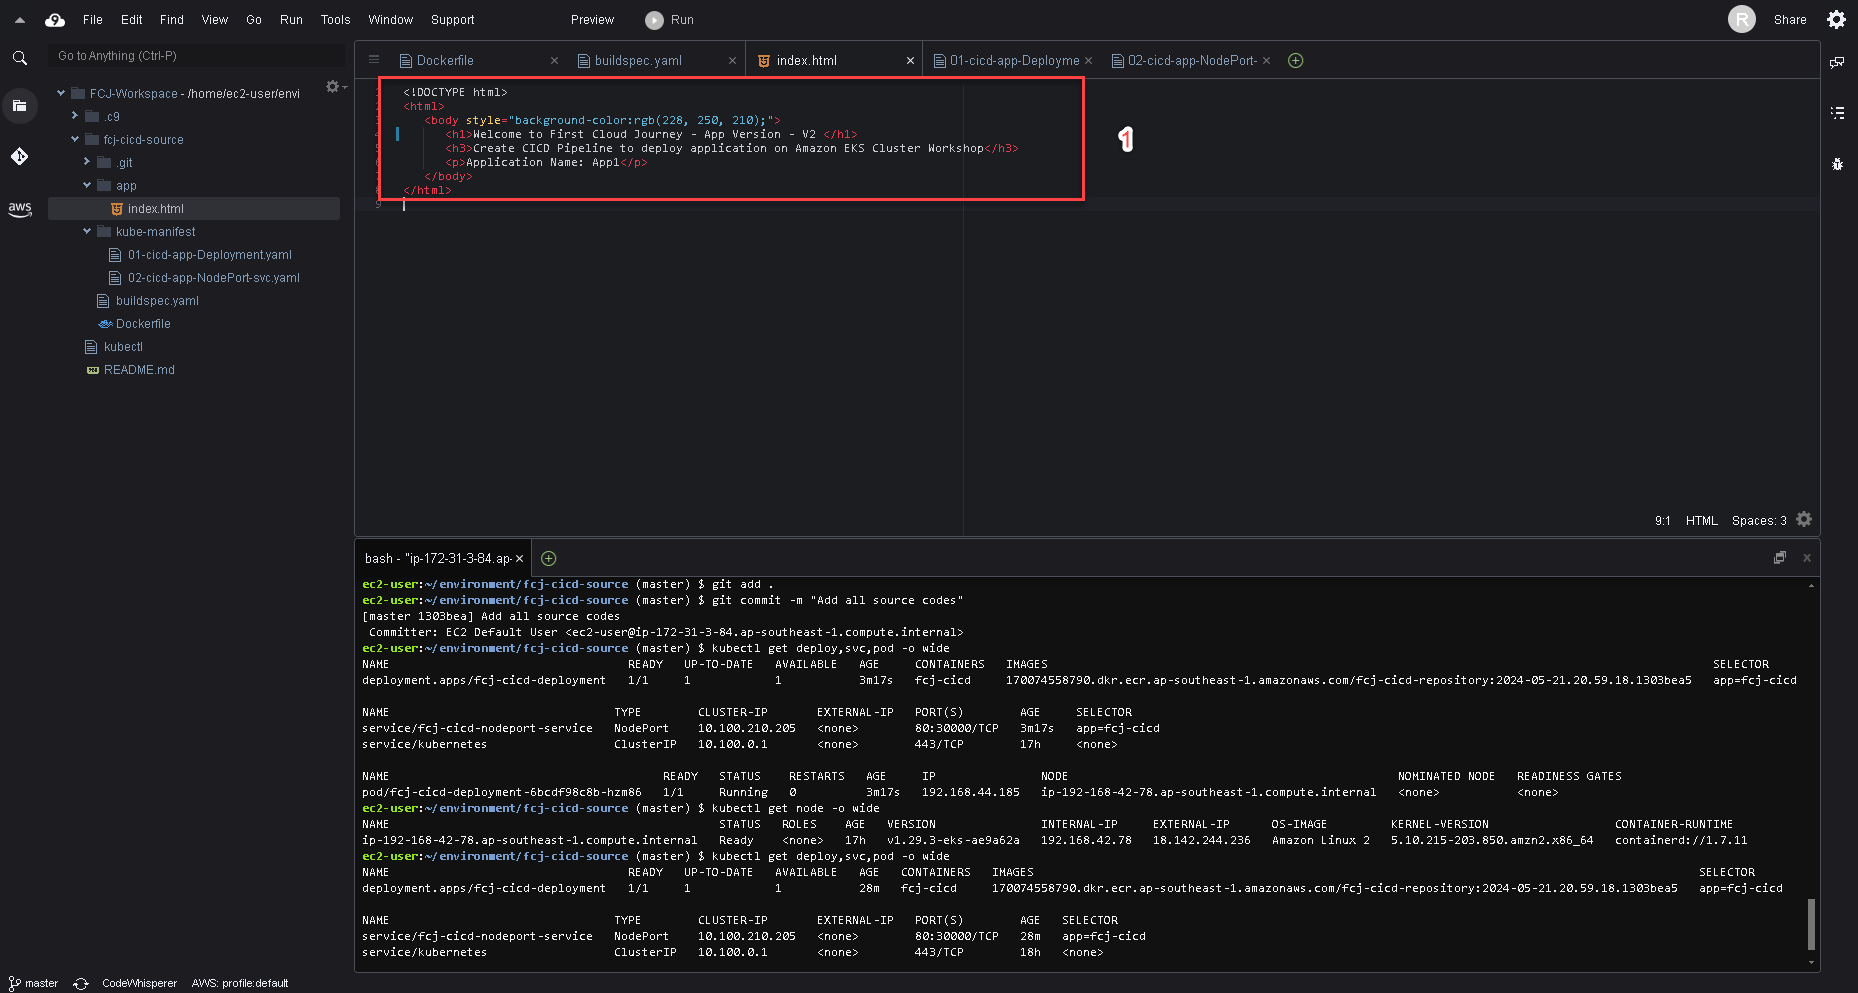 File Edit Find View Go Run Tools Window Support Preview Run R Share
Go to Anything (Ctrl-P)
Dockerfile × buildspec.yaml × index.html × 01-cicd-app-Deployme × 02-cicd-app-NodePort- ×
FCJ-Workspace - /home/ec2-user/envi
.c9
fcj-cicd-source
.git
app
index.html
kube-manifest
01-cicd-app-Deployment.yaml
02-cicd-app-NodePort-svc.yaml
buildspec.yaml
Dockerfile
kubectl
README.md
aws
<!DOCTYPE html>
<html>
<body style="background-color:rgb(228, 250, 210);">
<h1>Welcome to First Cloud Journey - App Version - V2 </h1>
<h3>Create CICD Pipeline to deploy application on Amazon EKS Cluster Workshop</h3>
<p>Application Name: App1</p>
</body>
</html>
9
1
9:1 HTML Spaces: 3
bash - "ip-172-31-3-84.ap- ×
ec2-user:~/environment/fcj-cicd-source (master) $ git add .
ec2-user:~/environment/fcj-cicd-source (master) $ git commit -m "Add all source codes"
[master 1303bea] Add all source codes
Committer: EC2 Default User <ec2-user@ip-172-31-3-84.ap-southeast-1.compute.internal>
ec2-user:~/environment/fcj-cicd-source (master) $ kubectl get deploy,svc,pod -o wide
NAME READY UP-TO-DATE AVAILABLE AGE CONTAINERS IMAGES SELECTOR
deployment.apps/fcj-cicd-deployment 1/1 1 1 3m17s fcj-cicd 170074558790.dkr.ecr.ap-southeast-1.amazonaws.com/fcj-cicd-repository:2024-05-21.20.59.18.1303bea5 app=fcj-cicd
NAME TYPE CLUSTER-IP EXTERNAL-IP PORT(S) AGE SELECTOR
service/fcj-cicd-nodeport-service NodePort 10.100.210.205 <none> 80:30000/TCP 3m17s app=fcj-cicd
service/kubernetes ClusterIP 10.100.0.1 <none> 443/TCP 17h <none>
NAME READY STATUS RESTARTS AGE IP NODE NOMINATED NODE READINESS GATES
pod/fcj-cicd-deployment-6bcdf98c8b-hzm86 1/1 Running 0 3m17s 192.168.44.185 ip-192-168-42-78.ap-southeast-1.compute.internal <none> <none>
ec2-user:~/environment/fcj-cicd-source (master) $ kubectl get node -o wide
NAME STATUS ROLES AGE VERSION INTERNAL-IP EXTERNAL-IP OS-IMAGE KERNEL-VERSION CONTAINER-RUNTIME
ip-192-168-42-78.ap-southeast-1.compute.internal Ready <none> 17h v1.29.3-eks-ae9a62a 192.168.42.78 18.142.244.236 Amazon Linux 2 5.10.215-203.850.amzn2.x86_64 containerd://1.7.11
ec2-user:~/environment/fcj-cicd-source (master) $ kubectl get deploy,svc,pod -o wide
NAME READY UP-TO-DATE AVAILABLE AGE CONTAINERS IMAGES SELECTOR
deployment.apps/fcj-cicd-deployment 1/1 1 1 28m fcj-cicd 170074558790.dkr.ecr.ap-southeast-1.amazonaws.com/fcj-cicd-repository:2024-05-21.20.59.18.1303bea5 app=fcj-cicd
NAME TYPE CLUSTER-IP EXTERNAL-IP PORT(S) AGE SELECTOR
service/fcj-cicd-nodeport-service NodePort 10.100.210.205 <none> 80:30000/TCP 28m app=fcj-cicd
service/kubernetes ClusterIP 10.100.0.1 <none> 443/TCP 18h <none>
master CodeWhisperer AWS: profile:default